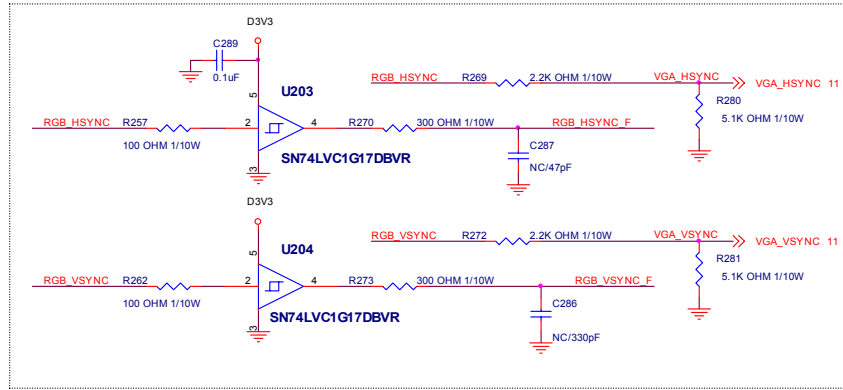 D3V3
C289
0.1uF
RGB_HSYNC R269 2.2K OHM 1/10W VGA_HSYNC
VGA_HSYNC 11
U203
R280
5.1K OHM 1/10W
5
RGB_HSYNC R257 2 4 R270 300 OHM 1/10W RGB_HSYNC_F
100 OHM 1/10W
C287
SN74LVC1G17DBVR
3
NC/47pF
D3V3
RGB_VSYNC R272 2.2K OHM 1/10W VGA_VSYNC
VGA_VSYNC 11
U204
5
R281
5.1K OHM 1/10W
RGB_VSYNC R262 2 4 R273 300 OHM 1/10W RGB_VSYNC_F
100 OHM 1/10W
C286
SN74LVC1G17DBVR
3
NC/330pF